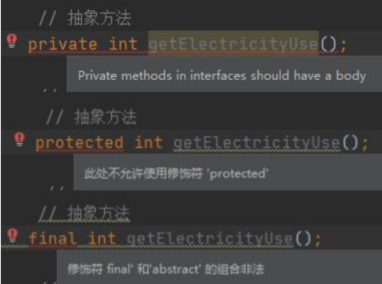 // 抽象方法
private int getElectricityUse();
Private methods in interfaces should have a body
// 抽象方法
protected int getElectricityUse();
此处不允许使用修饰符 'protected'
// 抽象方法
final int getElectricityUse();
修饰符 final' 和'abstract' 的组合非法